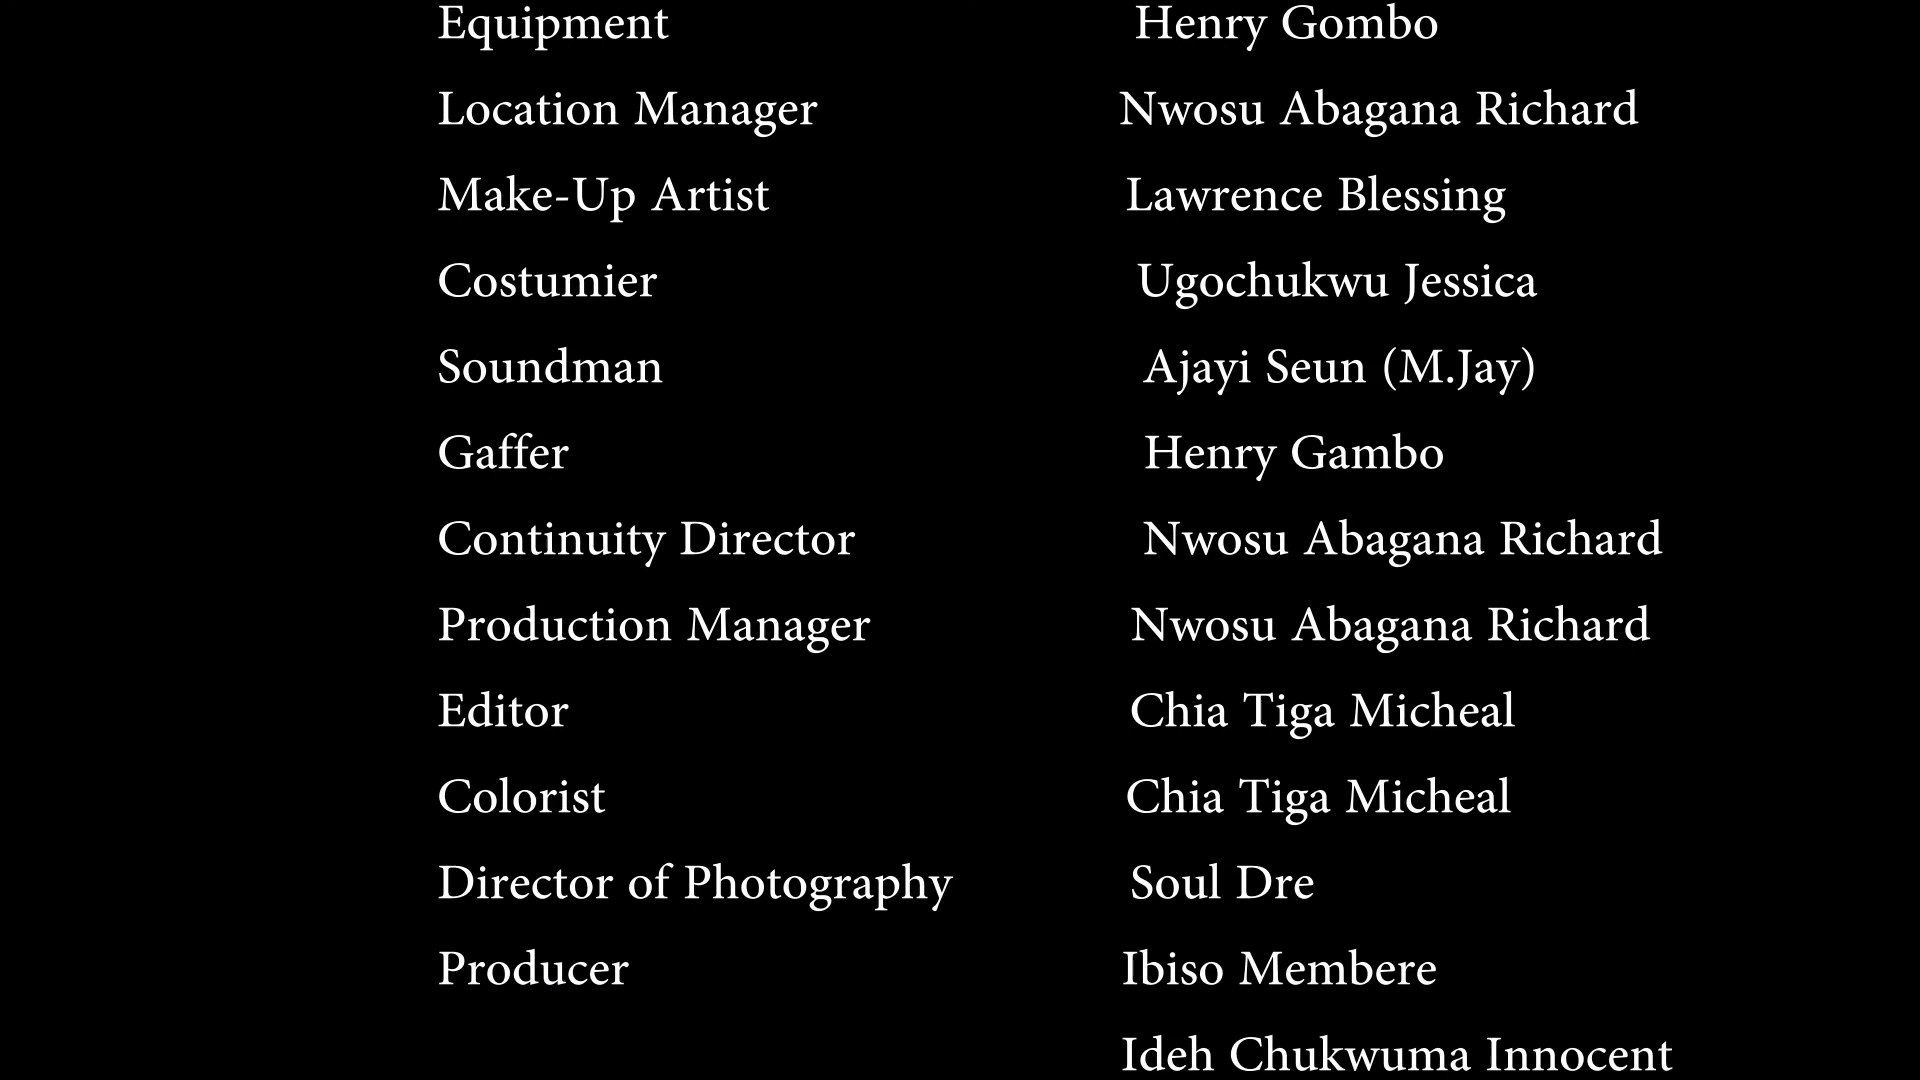 Equipment Henry Gombo
Location Manager Nwosu Abagana Richard
Make-Up Artist Lawrence Blessing
Costumier Ugochukwu Jessica
Soundman Ajayi Seun (M.Jay)
Gaffer Henry Gambo
Continuity Director Nwosu Abagana Richard
Production Manager Nwosu Abagana Richard
Editor Chia Tiga Micheal
Colorist Chia Tiga Micheal
Director of Photography Soul Dre
Producer Ibiso Membere
Ideh Chukwuma Innocent